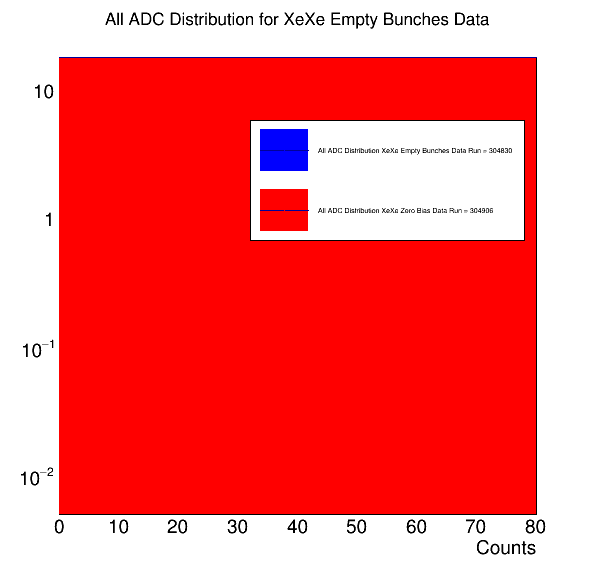 All ADC Distribution for XeXe Empty Bunches Data
10
1
10⁻¹
10⁻²
All ADC Distribution XeXe Empty Bunches Data Run = 304830
All ADC Distribution XeXe Zero Bias Data Run = 304906
0 10 20 30 40 50 60 70 80
Counts